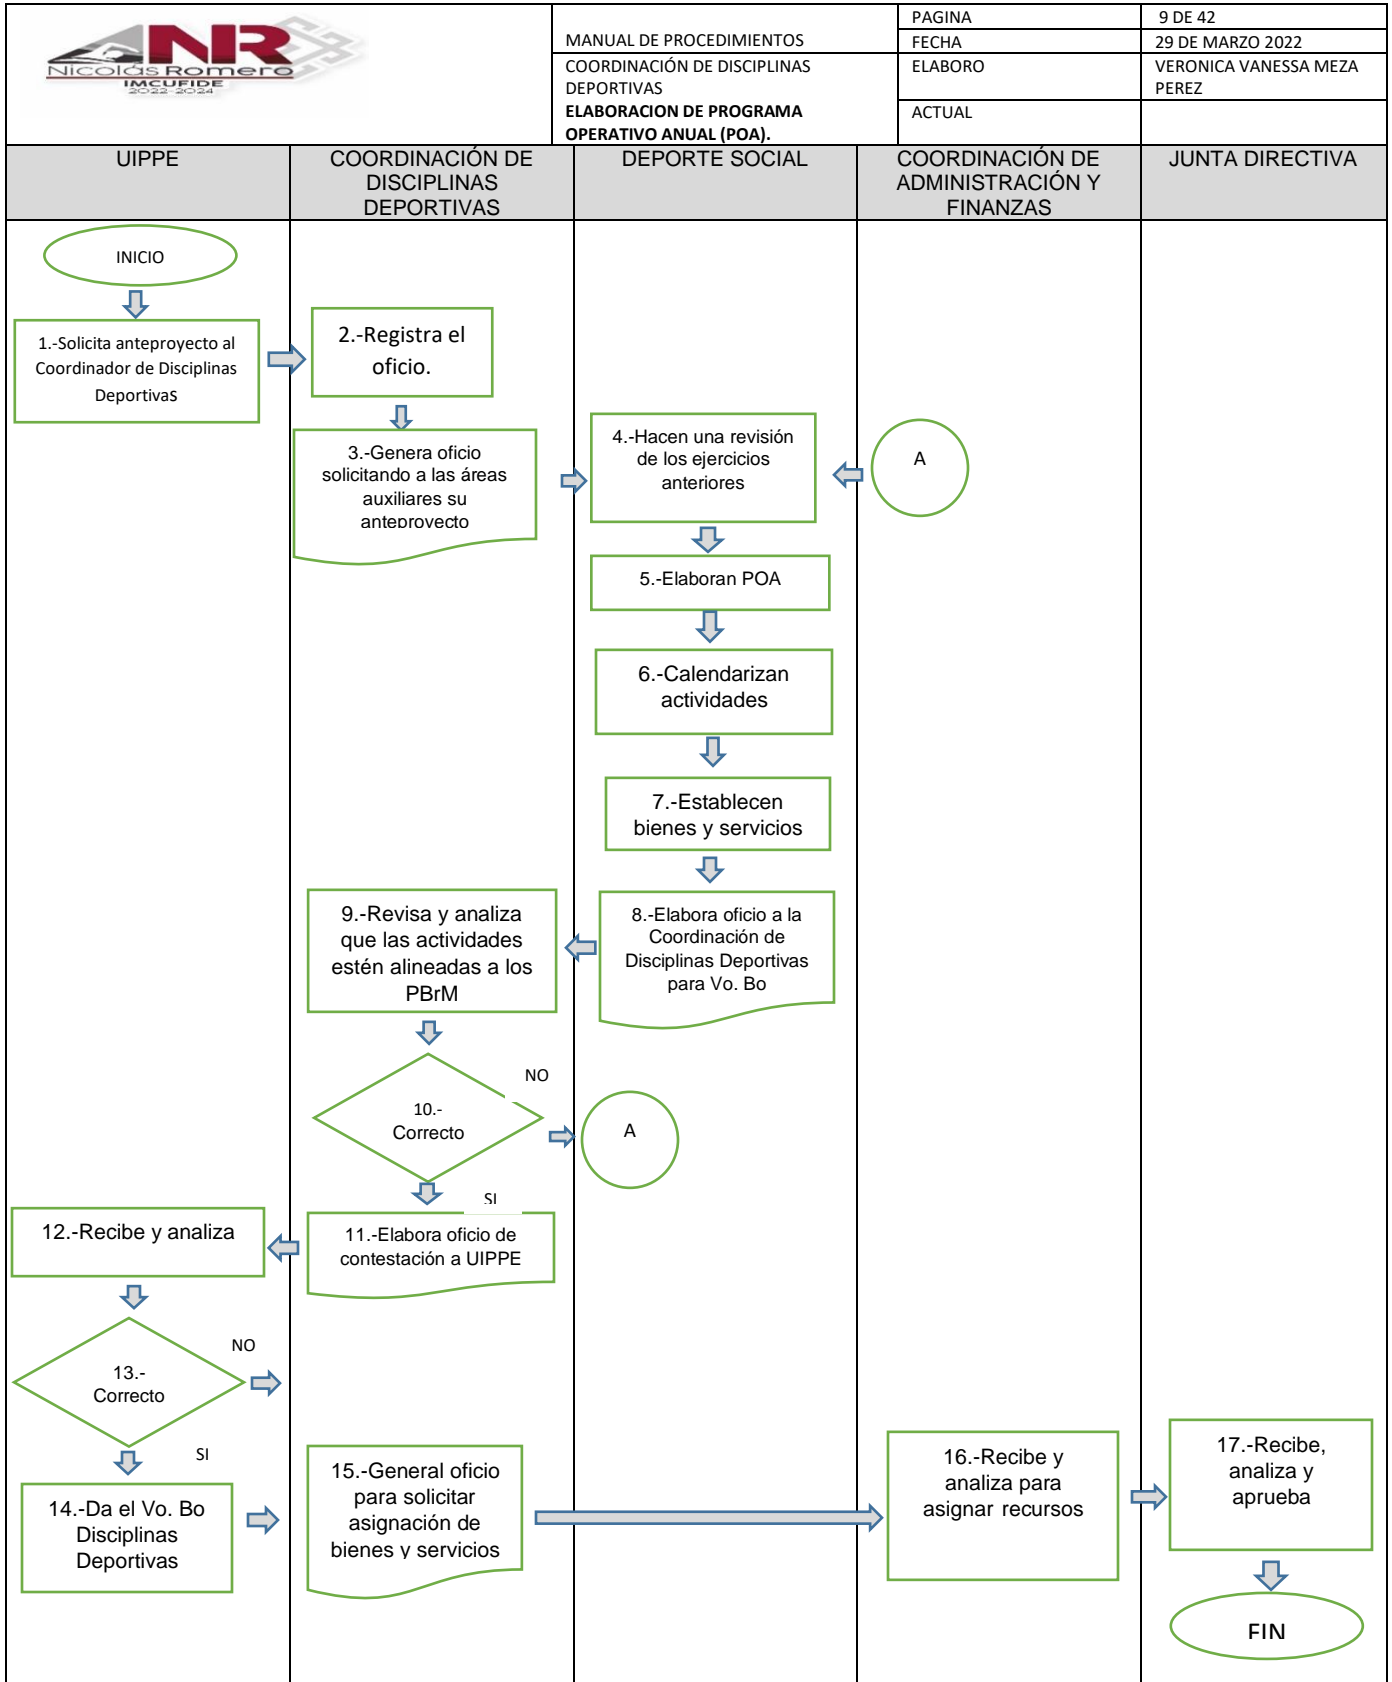 ANR
Nicolás Romero
IMCUFIDE
2022-2024
MANUAL DE PROCEDIMIENTOS
COORDINACIÓN DE DISCIPLINAS
DEPORTIVAS
ELABORACION DE PROGRAMA
OPERATIVO ANUAL (POA).
PAGINA
9 DE 42
FECHA
29 DE MARZO 2022
ELABORO
VERONICA VANESSA MEZA
PEREZ
ACTUAL
UIPPE
COORDINACIÓN DE
DISCIPLINAS
DEPORTIVAS
DEPORTE SOCIAL
COORDINACIÓN DE
ADMINISTRACIÓN Y
FINANZAS
JUNTA DIRECTIVA
INICIO
1.-Solicita anteproyecto al
Coordinador de Disciplinas
Deportivas
2.-Registra el
oficio.
3.-Genera oficio
solicitando a las áreas
auxiliares su
anteproyecto
4.-Hacen una revisión
de los ejercicios
anteriores
A
5.-Elaboran POA
6.-Calendarizan
actividades
7.-Establecen
bienes y servicios
8.-Elabora oficio a la
Coordinación de
Disciplinas Deportivas
para Vo. Bo
9.-Revisa y analiza
que las actividades
estén alineadas a los
PBrM
10.-
Correcto
NO
A
SI
11.-Elabora oficio de
contestación a UIPPE
12.-Recibe y analiza
13.-
Correcto
NO
SI
14.-Da el Vo. Bo
Disciplinas
Deportivas
15.-General oficio
para solicitar
asignación de
bienes y servicios
16.-Recibe y
analiza para
asignar recursos
17.-Recibe,
analiza y
aprueba
FIN